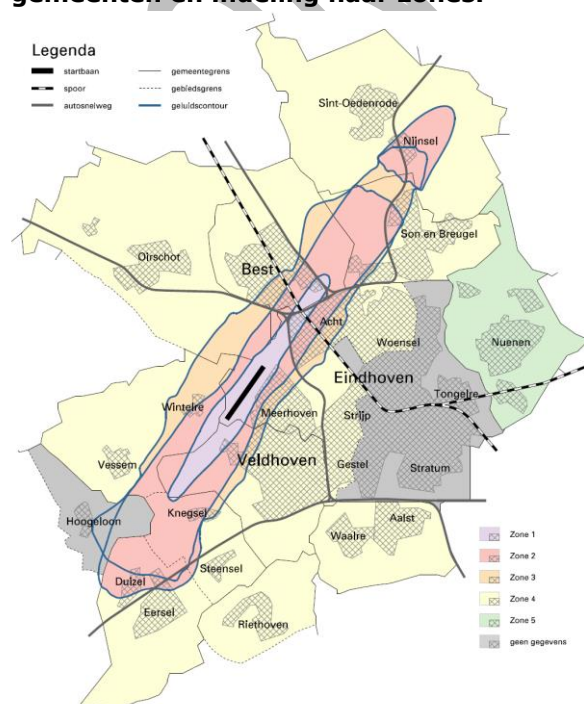 gemeenten en indeling naar zones.
Legenda
startbaan
gemeentegrens
spoor
gebiedsgrens
autosnelweg
geluidscontour
Sint-Oedenrode
Nijnsel
Son en Breugel
Oirschot
Best
Acht
Woensel
Nuenen
Eindhoven
Tongelre
Wintelre
Meerhoven
Strijp
Veldhoven
Vessem
Gestel
Stratum
Hoogeloon
Knegsel
Aalst
Waalre
Steensel
Duizel
Eersel
Riethoven
Zone 1
Zone 2
Zone 3
Zone 4
Zone 5
geen gegevens